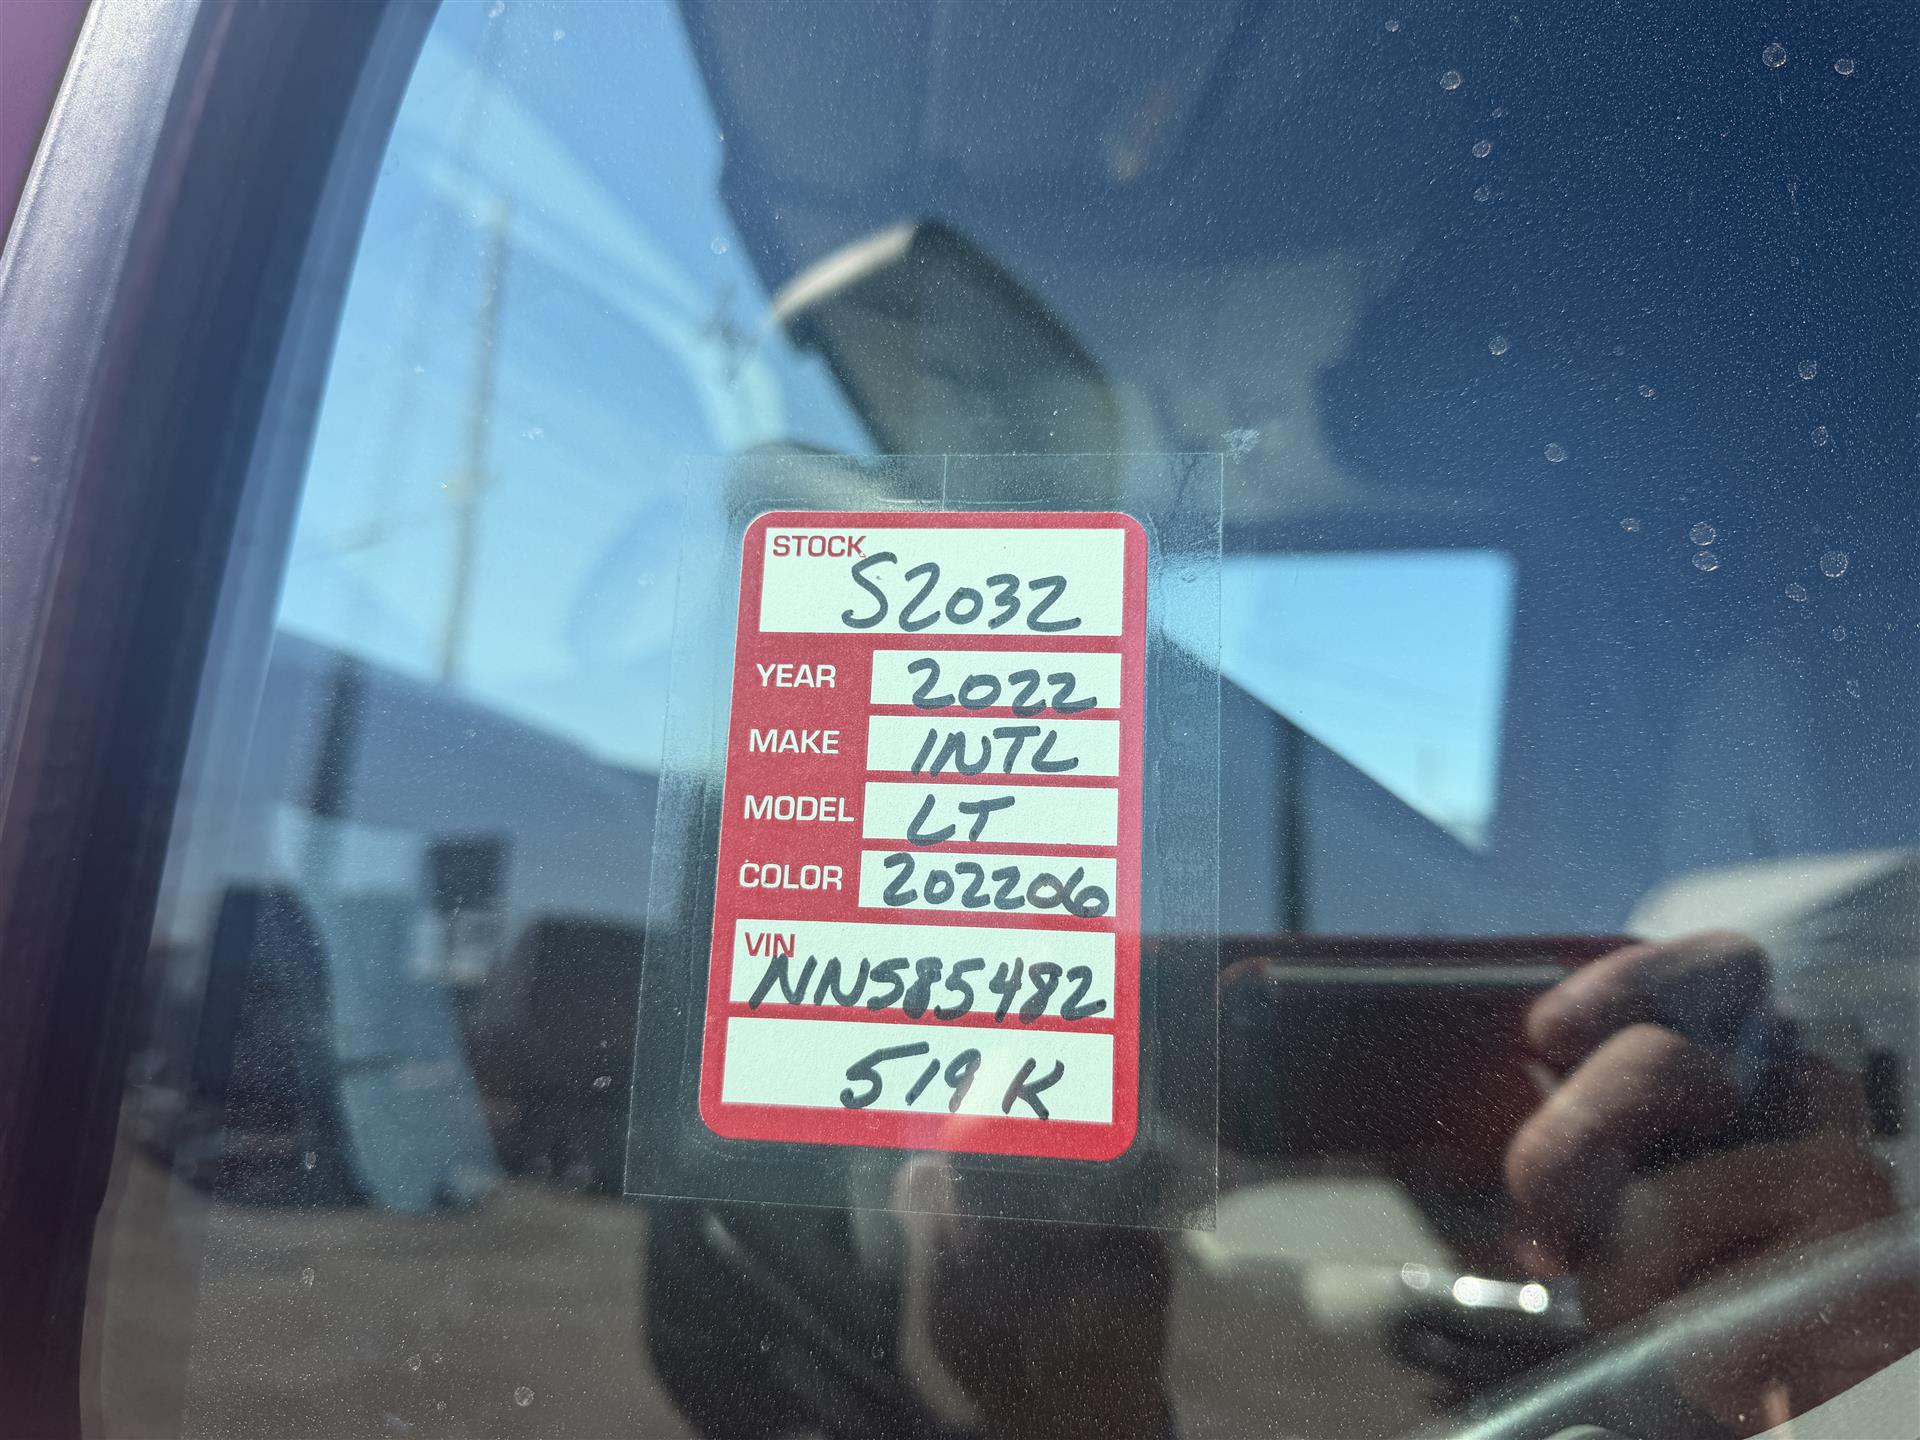 STOCK
S2032
YEAR 2022
MAKE INTL
MODEL LT
COLOR 202206
VIN
NN585482
519 K